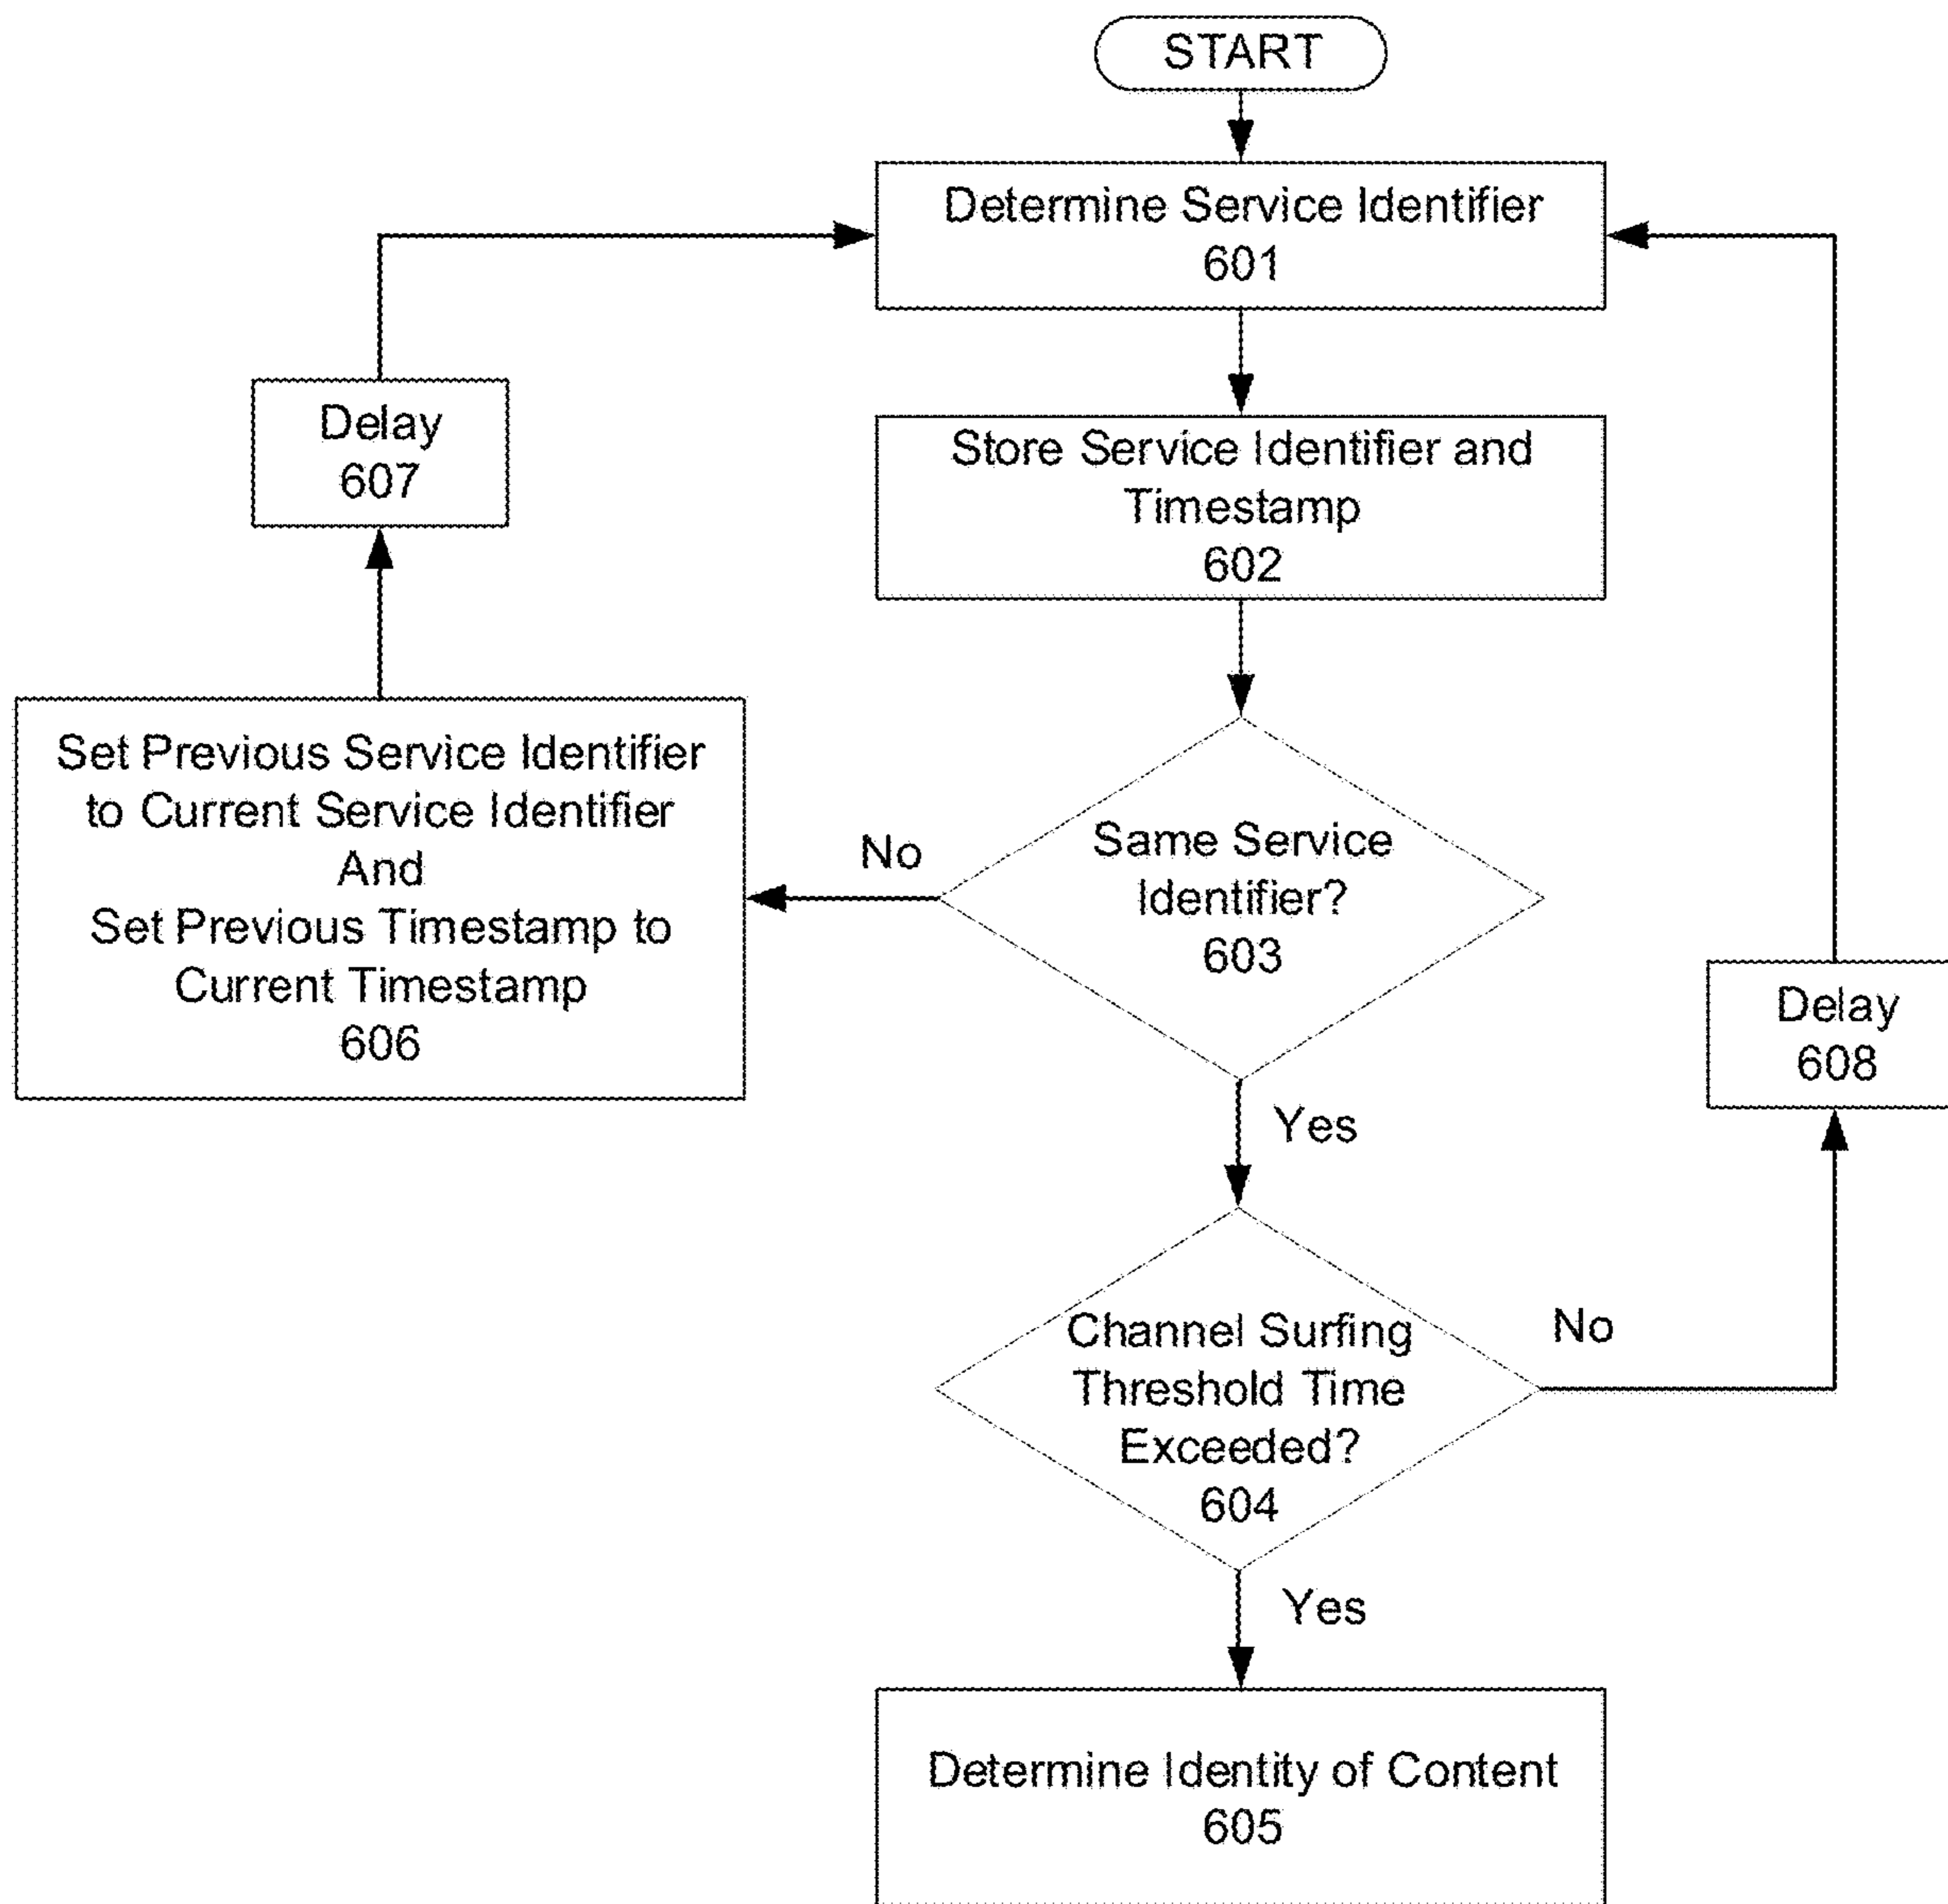 START
Determine Service Identifier
601
Delay
607
Store Service Identifier and
Timestamp
602
Set Previous Service Identifier
to Current Service Identifier
And
Set Previous Timestamp to
Current Timestamp
606
No
Same Service
Identifier?
603
Delay
608
Yes
Channel Surfing
Threshold Time
Exceeded?
604
No
Yes
Determine Identity of Content
605